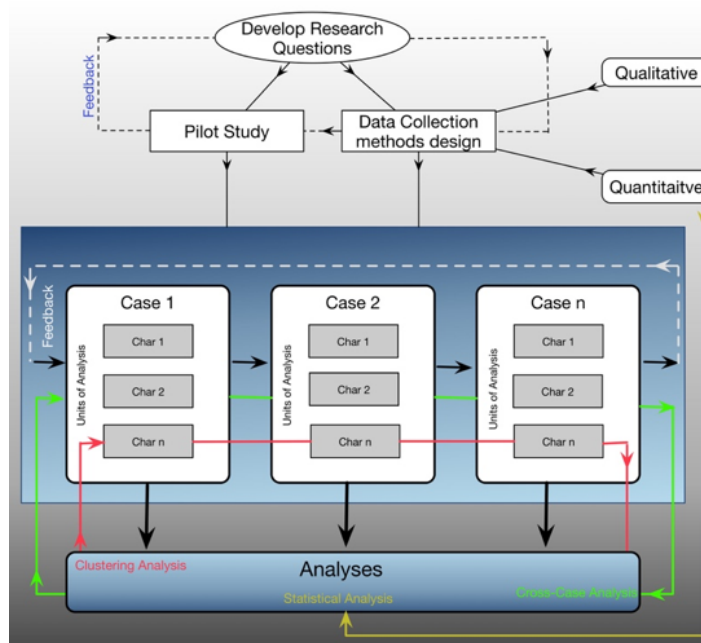 Develop Research
Questions
Feedback
Qualitative
Pilot Study
Data Collection
methods design
Quantitaitve
Feedback
Case 1
Case 2
Case n
Units of Analysis
Char 1
Char 2
Char n
Units of Analysis
Char 1
Char 2
Char n
Units of Analysis
Char 1
Char 2
Char n
Clustering Analysis
Analyses
Statistical Analysis
Cross-Case Analysis